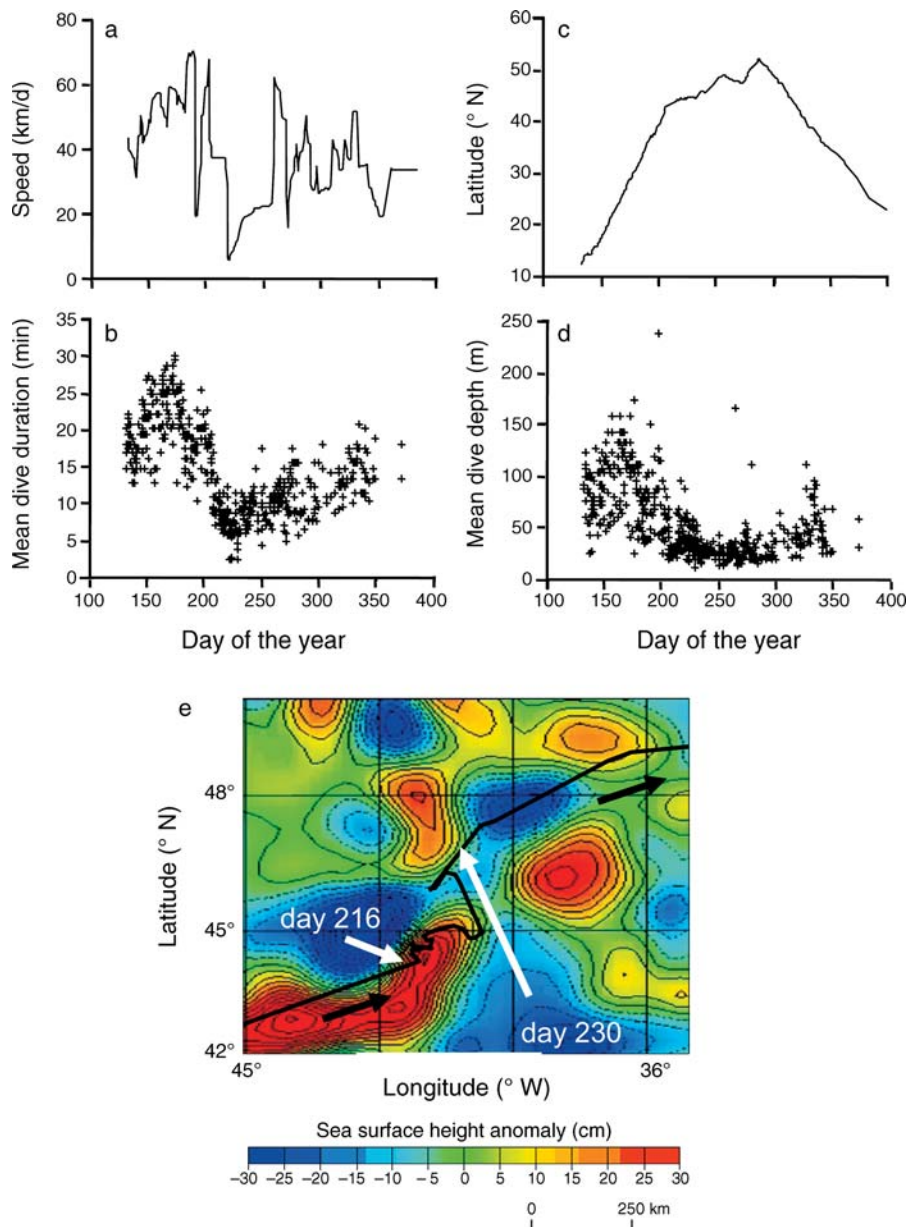 a
80
60
40
20
0
Speed (km/d)
c
60
50
40
30
20
10
Latitude (° N)
b
35
30
25
20
15
10
5
0
Mean dive duration (min)
100 150 200 250 300 350 400
Day of the year
d
250
200
150
100
50
0
Mean dive depth (m)
100 150 200 250 300 350 400
Day of the year
e
48°
45°
42°
Latitude (° N)
day 216
day 230
45° 36°
Longitude (° W)
Sea surface height anomaly (cm)
−30 −25 −20 −15 −10 −5 0 5 10 15 20 25 30
0 250 km